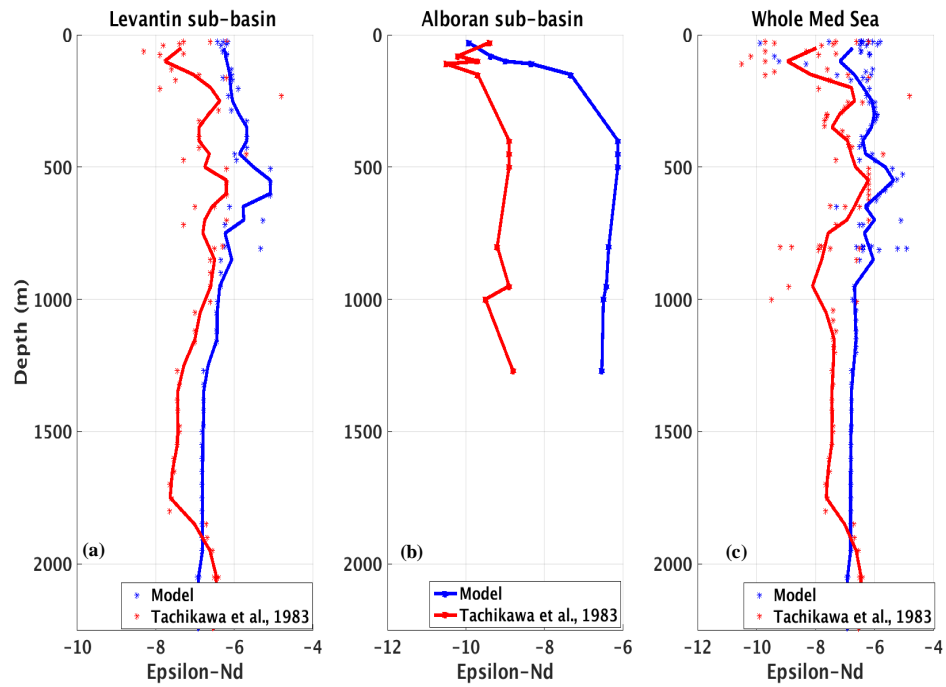 Levantin sub-basin
Alboran sub-basin
Whole Med Sea
Depth (m)
0
500
1000
1500
2000
(a)
Model
Tachikawa et al., 1983
-10
-8
-6
-4
Epsilon-Nd
0
500
1000
1500
2000
(b)
Model
Tachikawa et al., 1983
-10
-8
-6
Epsilon-Nd
0
500
1000
1500
2000
(c)
Model
Tachikawa et al., 1983
-10
-8
-6
-4
Epsilon-Nd